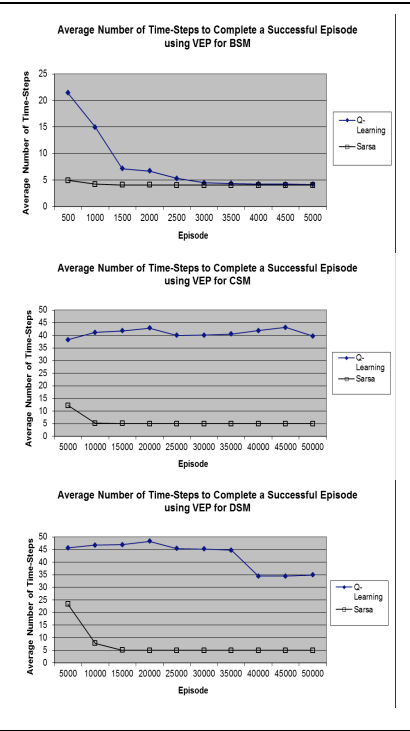 Average Number of Time-Steps to Complete a Successful Episode
using VEP for BSM
Average Number of Time-Steps
25
20
15
10
5
0
500 1000 1500 2000 2500 3000 3500 4000 4500 5000
Episode
Q-
Learning
Sarsa
Average Number of Time-Steps to Complete a Successful Episode
using VEP for CSM
Average Number of Time-Steps
50
45
40
35
30
25
20
15
10
5
0
5000 10000 15000 20000 25000 30000 35000 40000 45000 50000
Episode
Q-
Learning
Sarsa
Average Number of Time-Steps to Complete a Successful Episode
using VEP for DSM
Average Number of Time-Steps
50
45
40
35
30
25
20
15
10
5
0
5000 10000 15000 20000 25000 30000 35000 40000 45000 50000
Episode
Q-
Learning
Sarsa